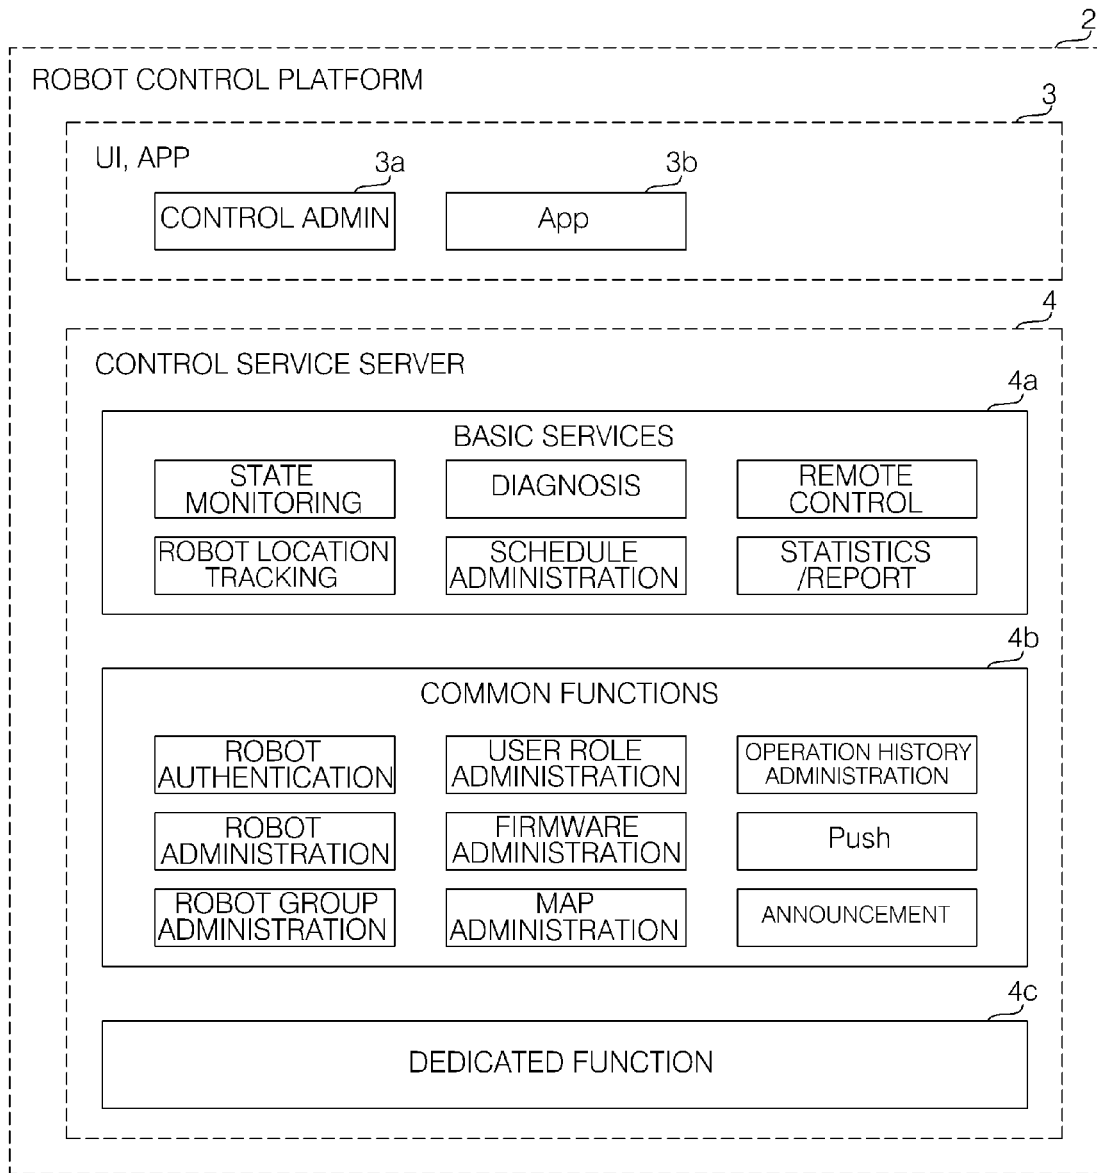 2
ROBOT CONTROL PLATFORM
3
UI, APP
3a
3b
CONTROL ADMIN
App
4
CONTROL SERVICE SERVER
4a
BASIC SERVICES
STATE
MONITORING
DIAGNOSIS
REMOTE
CONTROL
ROBOT LOCATION
TRACKING
SCHEDULE
ADMINISTRATION
STATISTICS
/REPORT
4b
COMMON FUNCTIONS
ROBOT
AUTHENTICATION
USER ROLE
ADMINISTRATION
OPERATION HISTORY
ADMINISTRATION
ROBOT
ADMINISTRATION
FIRMWARE
ADMINISTRATION
Push
ROBOT GROUP
ADMINISTRATION
MAP
ADMINISTRATION
ANNOUNCEMENT
4c
DEDICATED FUNCTION